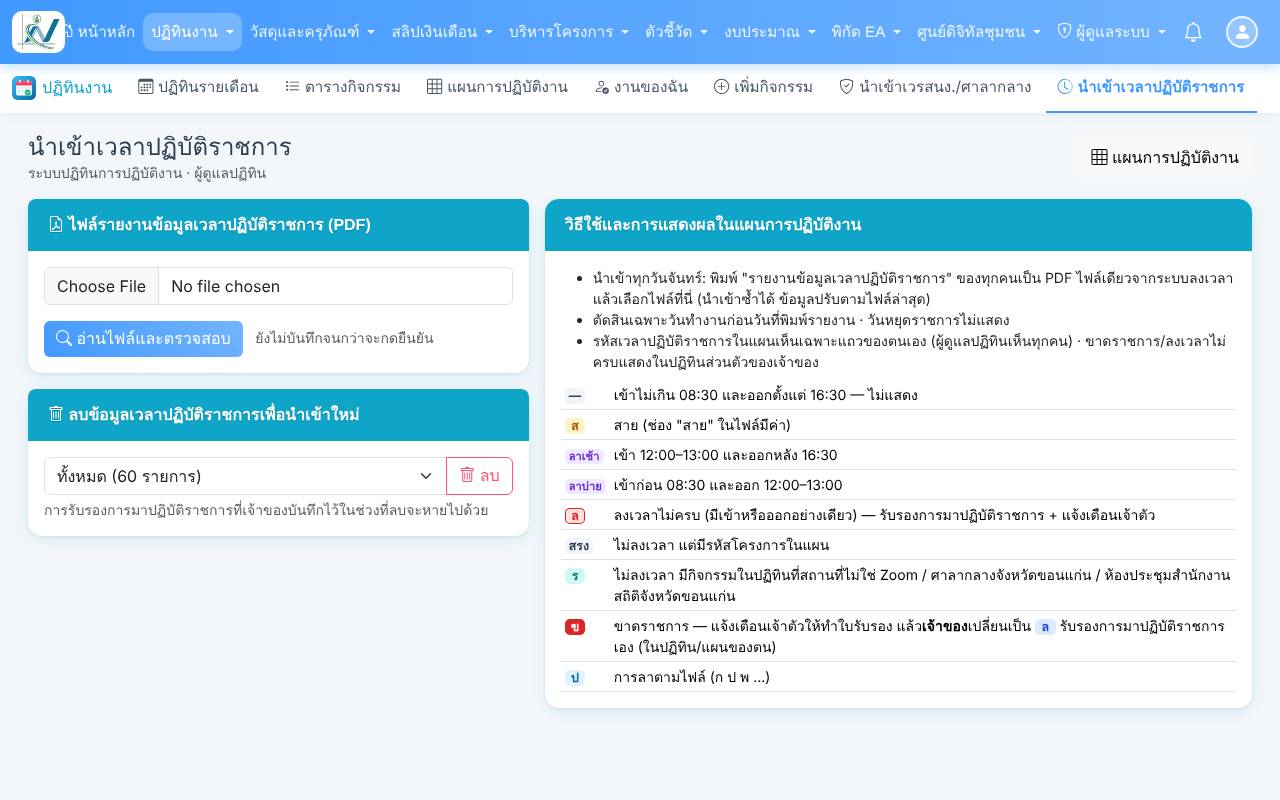 หน้าหลัก ปฏิทินงาน วัสดุและครุภัณฑ์ สลิปเงินเดือน บริหารโครงการ ตัวชี้วัด งบประมาณ พิกัด EA ศูนย์ดิจิทัลชุมชน ผู้ดูแลระบบ
ปฏิทินงาน ปฏิทินรายเดือน ตารางกิจกรรม แผนการปฏิบัติงาน งานของฉัน เพิ่มกิจกรรม นำเข้าเวรสนง./ศาลากลาง นำเข้าเวลาปฏิบัติราชการ
นำเข้าเวลาปฏิบัติราชการ
ระบบปฏิทินการปฏิบัติงาน · ผู้ดูแลปฏิทิน
แผนการปฏิบัติงาน
ไฟล์รายงานข้อมูลเวลาปฏิบัติราชการ (PDF)
Choose File No file chosen
อ่านไฟล์และตรวจสอบ ยังไม่บันทึกจนกว่าจะกดยืนยัน
ลบข้อมูลเวลาปฏิบัติราชการเพื่อนำเข้าใหม่
ทั้งหมด (60 รายการ) ลบ
การรับรองการมาปฏิบัติราชการที่เจ้าของบันทึกไว้ในช่วงที่ลบจะหายไปด้วย
วิธีใช้และการแสดงผลในแผนการปฏิบัติงาน
• นำเข้าทุกวันจันทร์: พิมพ์ "รายงานข้อมูลเวลาปฏิบัติราชการ" ของทุกคนเป็น PDF ไฟล์เดียวจากระบบลงเวลา
แล้วเลือกไฟล์ที่นี่ (นำเข้าซ้ำได้ ข้อมูลปรับตามไฟล์ล่าสุด)
• ตัดสินเฉพาะวันทำงานก่อนวันที่พิมพ์รายงาน · วันหยุดราชการไม่แสดง
• รหัสเวลาปฏิบัติราชการในแผนเห็นเฉพาะแถวของตนเอง (ผู้ดูแลปฏิทินเห็นทุกคน) · ขาดราชการ/ลงเวลาไม่
ครบแสดงในปฏิทินส่วนตัวของเจ้าของ
— เข้าไม่เกิน 08:30 และออกตั้งแต่ 16:30 — ไม่แสดง
ส สาย (ช่อง "สาย" ในไฟล์มีค่า)
ลาเช้า เข้า 12:00–13:00 และออกหลัง 16:30
ลาบ่าย เข้าก่อน 08:30 และออก 12:00–13:00
ล ลงเวลาไม่ครบ (มีเข้าหรือออกอย่างเดียว) — รับรองการมาปฏิบัติราชการ + แจ้งเตือนเจ้าตัว
สรง ไม่ลงเวลา แต่มีรหัสโครงการในแผน
ร ไม่ลงเวลา มีกิจกรรมในปฏิทินที่สถานที่ไม่ใช่ Zoom / ศาลากลางจังหวัดขอนแก่น / ห้องประชุมสำนักงาน
สถิติจังหวัดขอนแก่น
ข ขาดราชการ — แจ้งเตือนเจ้าตัวให้ทำใบรับรอง แล้วเจ้าของเปลี่ยนเป็น ล รับรองการมาปฏิบัติราชการ
เอง (ในปฏิทิน/แผนของตน)
ป การลาตามไฟล์ (ก ป พ ...)